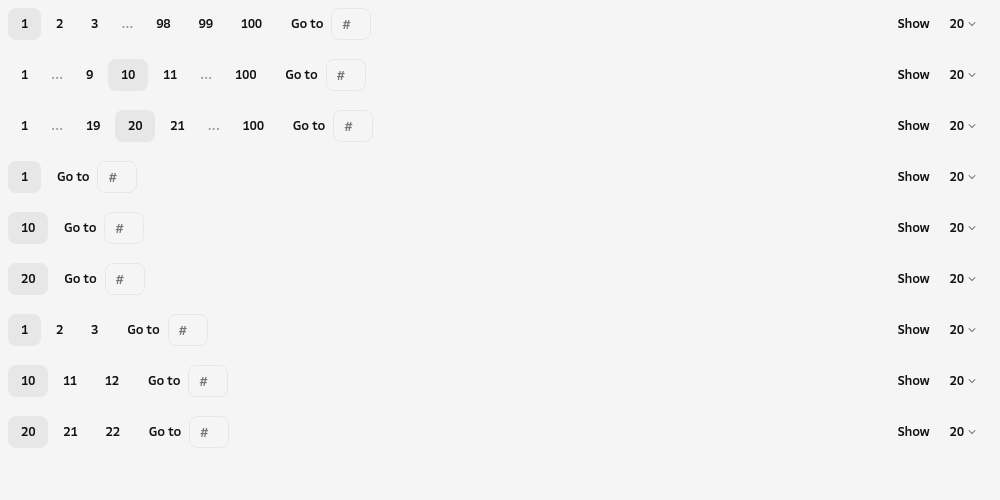 1 2 3 ... 98 99 100 Go to # Show 20
1 ... 9 10 11 ... 100 Go to # Show 20
1 ... 19 20 21 ... 100 Go to # Show 20
1 Go to # Show 20
10 Go to # Show 20
20 Go to # Show 20
1 2 3 Go to # Show 20
10 11 12 Go to # Show 20
20 21 22 Go to # Show 20